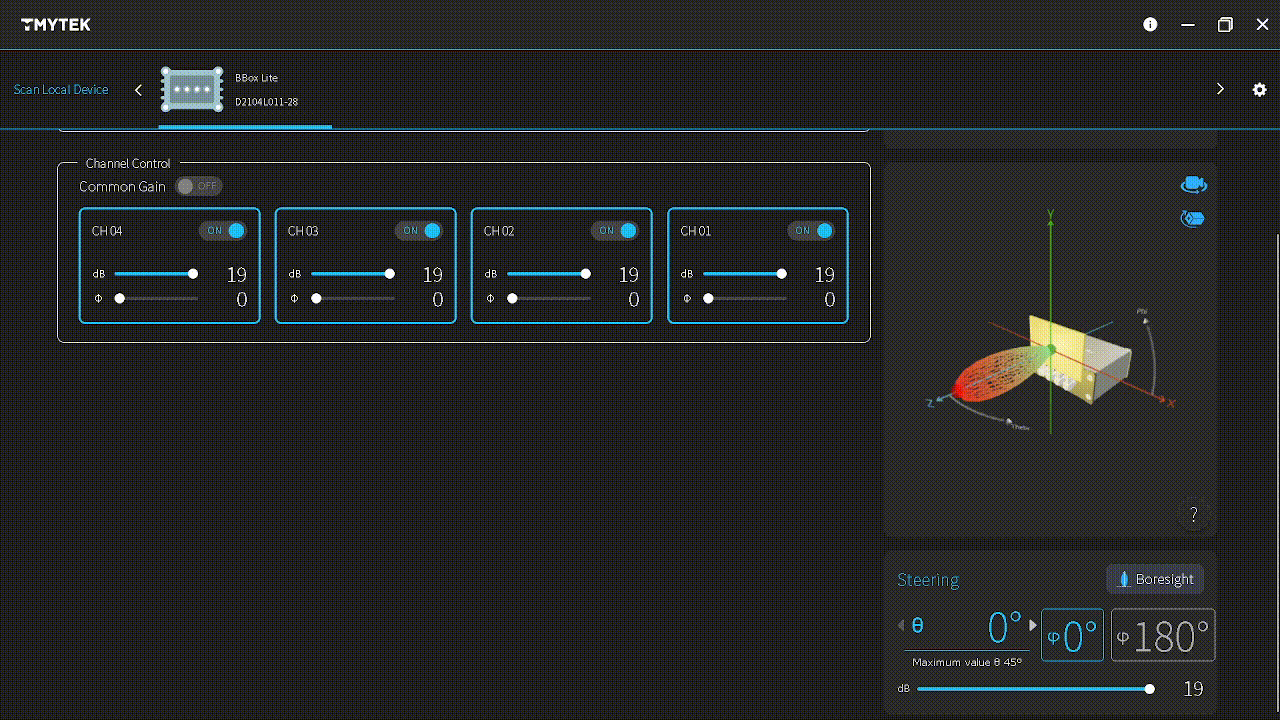 TMYTEK
Scan Local Device
BBox Lite
D2104L011-28
Channel Control
Common Gain OFF
CH 04 ON
dB 19
Φ 0
CH 03 ON
dB 19
Φ 0
CH 02 ON
dB 19
Φ 0
CH 01 ON
dB 19
Φ 0
Y
Phi
Z
X
Theta
?
Steering
Boresight
θ 0°
φ 0°
φ 180°
Maximum value θ 45°
dB 19